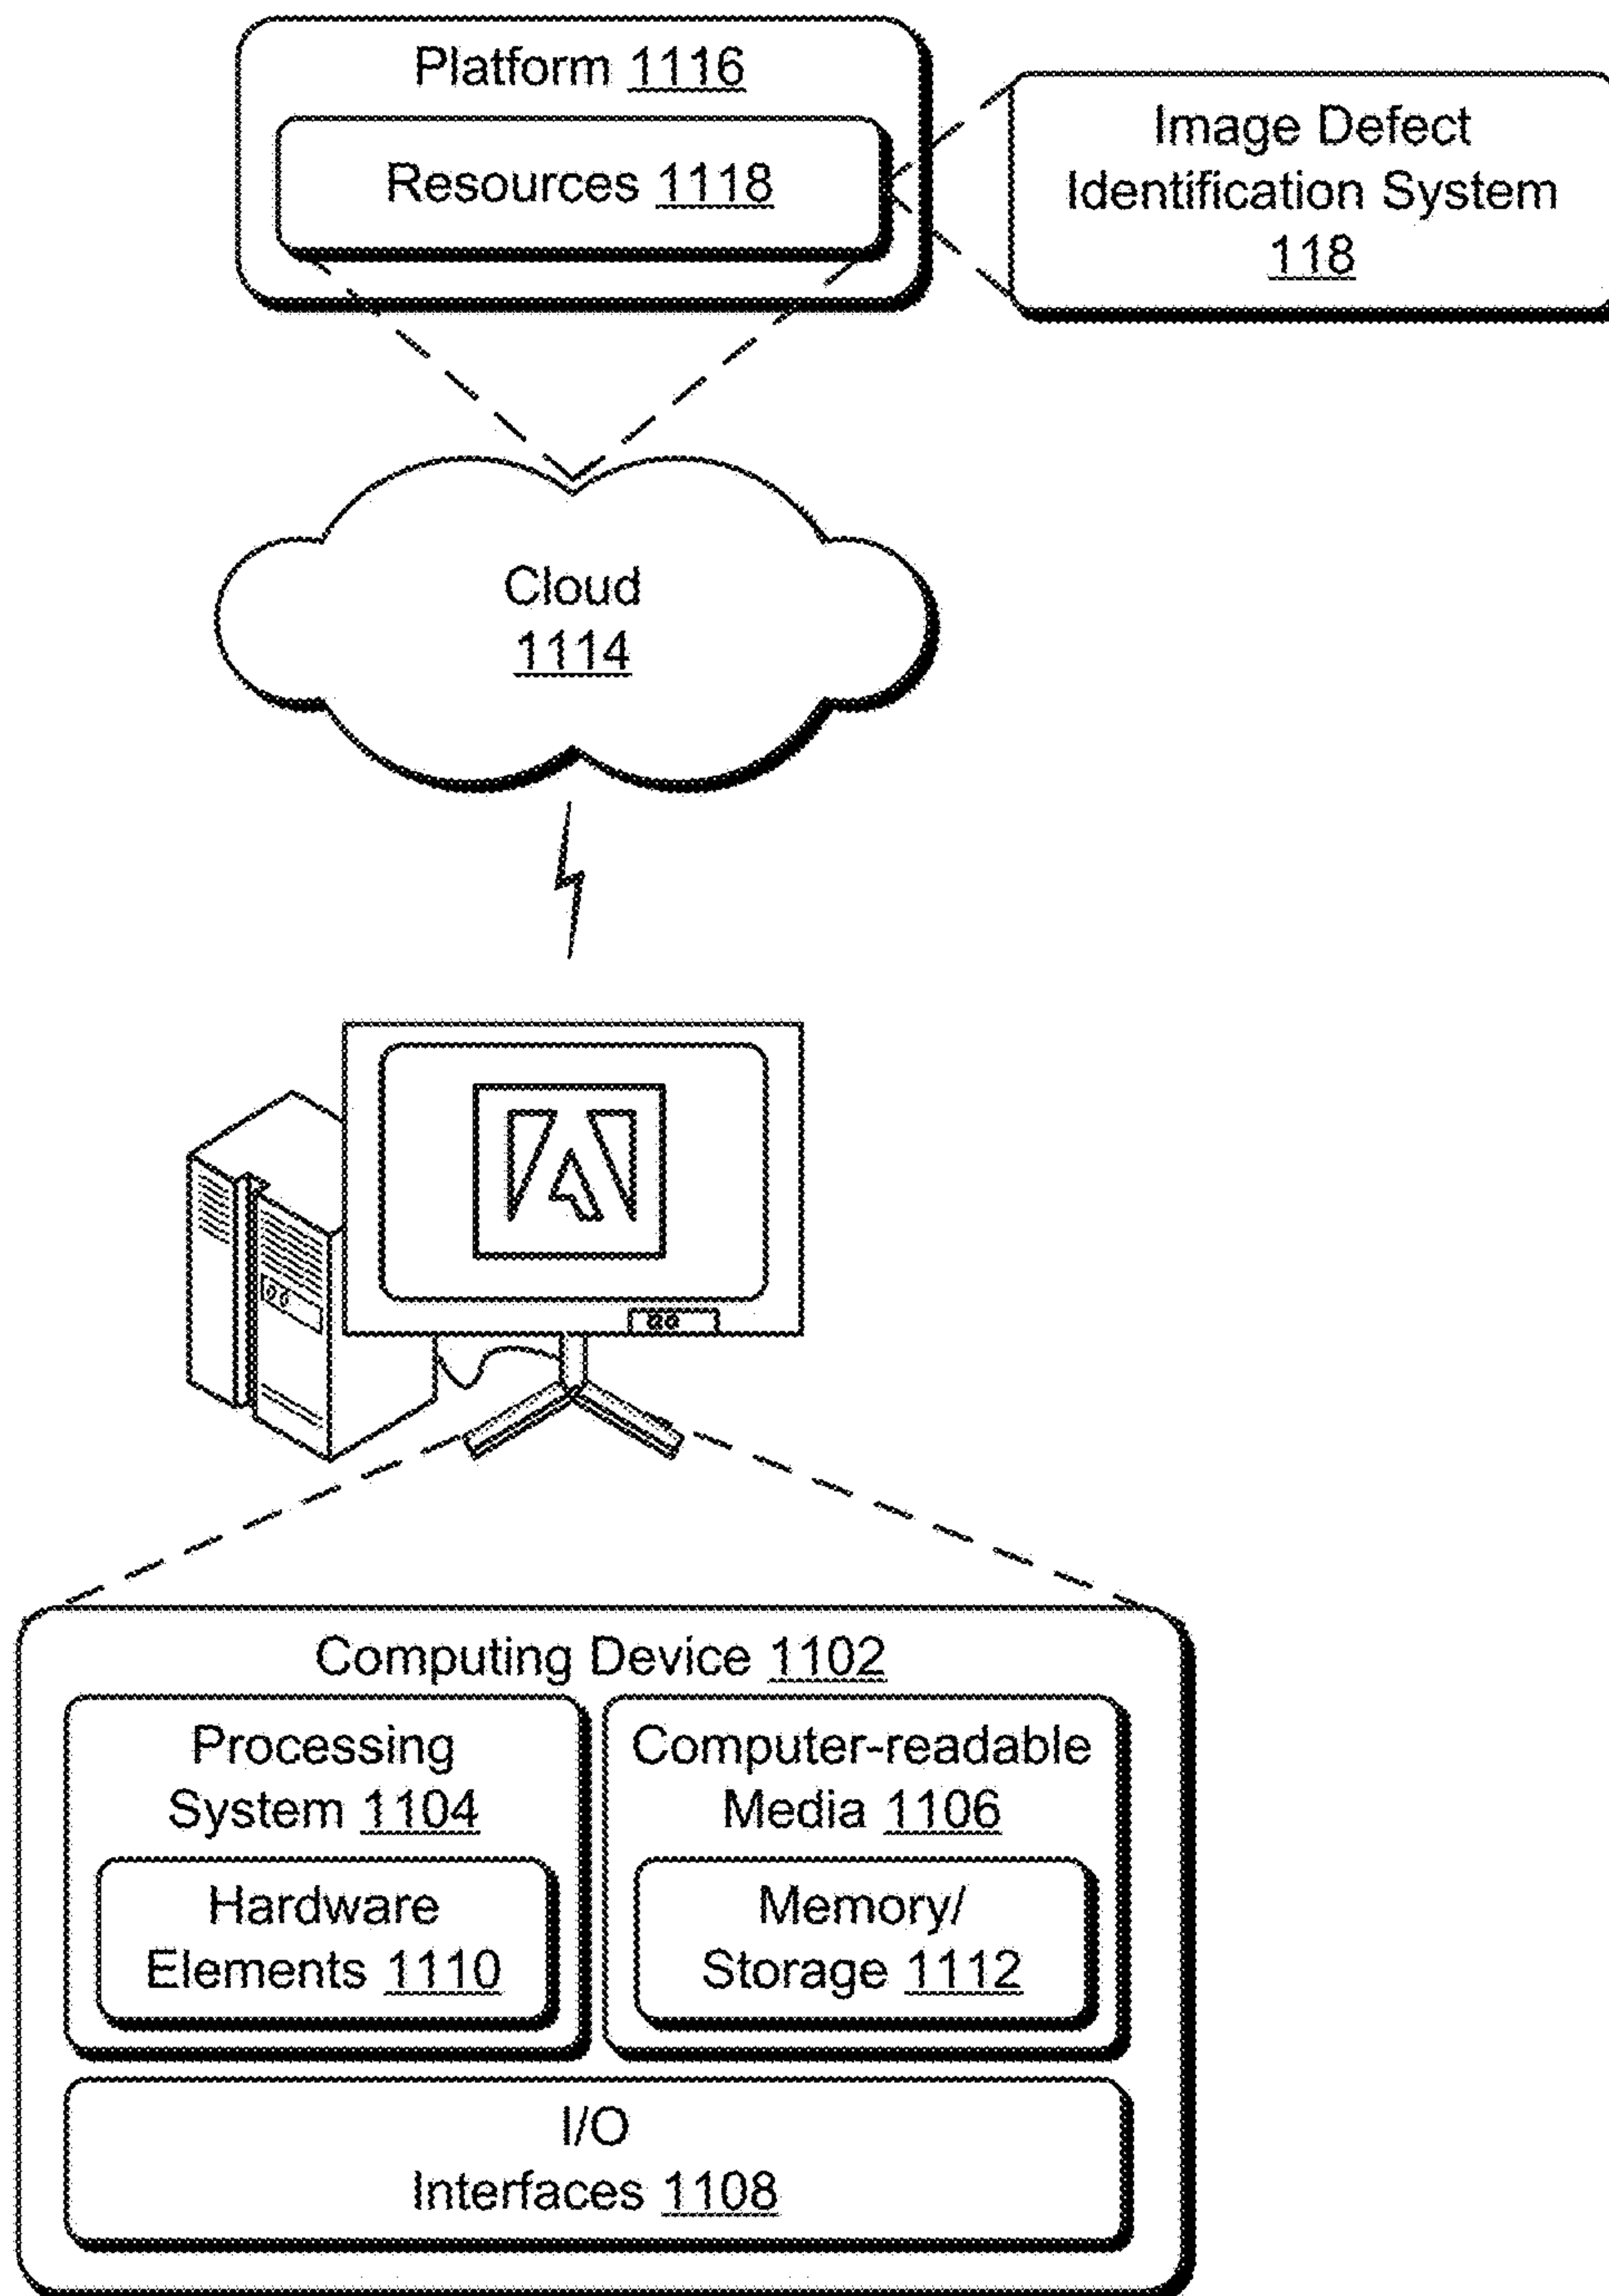 Platform 1116
Resources 1118
Image Defect
Identification System
118
Cloud
1114
Computing Device 1102
Processing
System 1104
Hardware
Elements 1110
Computer-readable
Media 1106
Memory/
Storage 1112
I/O
Interfaces 1108